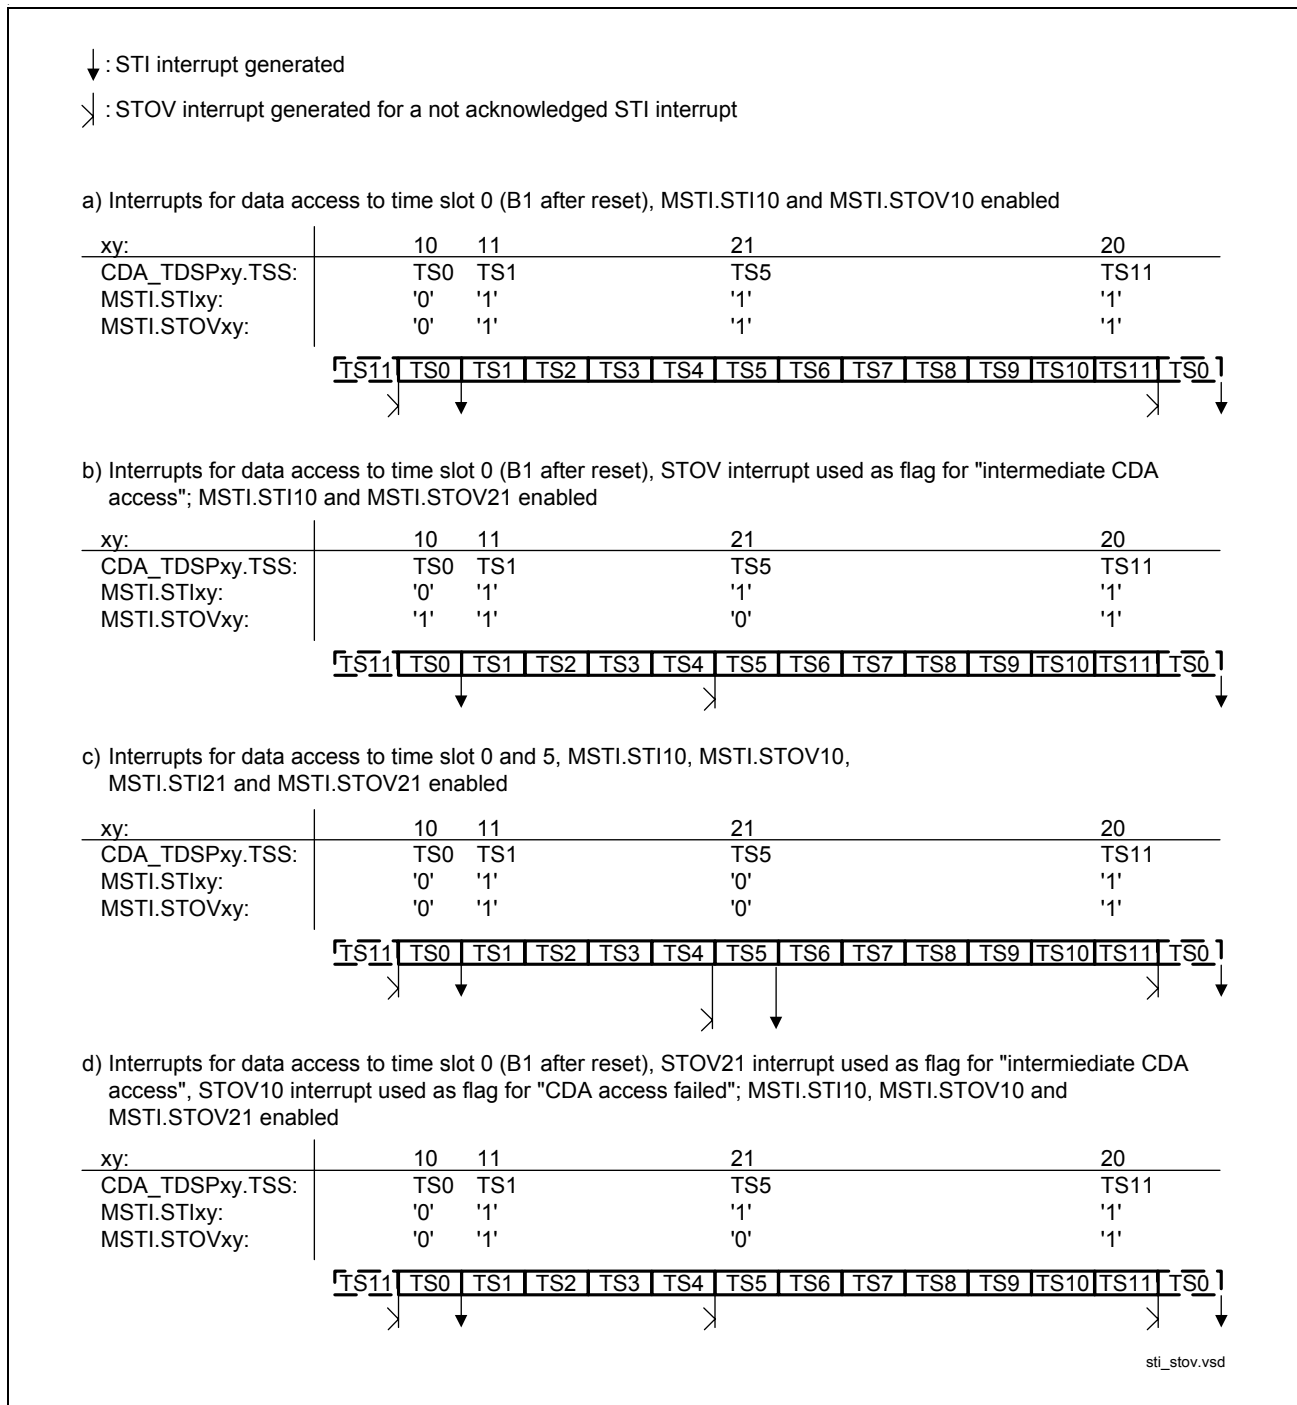 : STI interrupt generated
: STOV interrupt generated for a not acknowledged STI interrupt
a) Interrupts for data access to time slot 0 (B1 after reset), MSTI.STI10 and MSTI.STOV10 enabled
xy: 10 11 21 20
CDA_TDSPxy.TSS: TS0 TS1 TS5 TS11
MSTI.STIxy: '0' '1' '1' '1'
MSTI.STOVxy: '0' '1' '1' '1'
TS11 TS0 TS1 TS2 TS3 TS4 TS5 TS6 TS7 TS8 TS9 TS10 TS11 TS0
b) Interrupts for data access to time slot 0 (B1 after reset), STOV interrupt used as flag for "intermediate CDA
access"; MSTI.STI10 and MSTI.STOV21 enabled
xy: 10 11 21 20
CDA_TDSPxy.TSS: TS0 TS1 TS5 TS11
MSTI.STIxy: '0' '1' '1' '1'
MSTI.STOVxy: '1' '1' '0' '1'
TS11 TS0 TS1 TS2 TS3 TS4 TS5 TS6 TS7 TS8 TS9 TS10 TS11 TS0
c) Interrupts for data access to time slot 0 and 5, MSTI.STI10, MSTI.STOV10,
MSTI.STI21 and MSTI.STOV21 enabled
xy: 10 11 21 20
CDA_TDSPxy.TSS: TS0 TS1 TS5 TS11
MSTI.STIxy: '0' '1' '0' '1'
MSTI.STOVxy: '0' '1' '0' '1'
TS11 TS0 TS1 TS2 TS3 TS4 TS5 TS6 TS7 TS8 TS9 TS10 TS11 TS0
d) Interrupts for data access to time slot 0 (B1 after reset), STOV21 interrupt used as flag for "intermiediate CDA
access", STOV10 interrupt used as flag for "CDA access failed"; MSTI.STI10, MSTI.STOV10 and
MSTI.STOV21 enabled
xy: 10 11 21 20
CDA_TDSPxy.TSS: TS0 TS1 TS5 TS11
MSTI.STIxy: '0' '1' '1' '1'
MSTI.STOVxy: '0' '1' '0' '1'
TS11 TS0 TS1 TS2 TS3 TS4 TS5 TS6 TS7 TS8 TS9 TS10 TS11 TS0
sti_stov.vsd